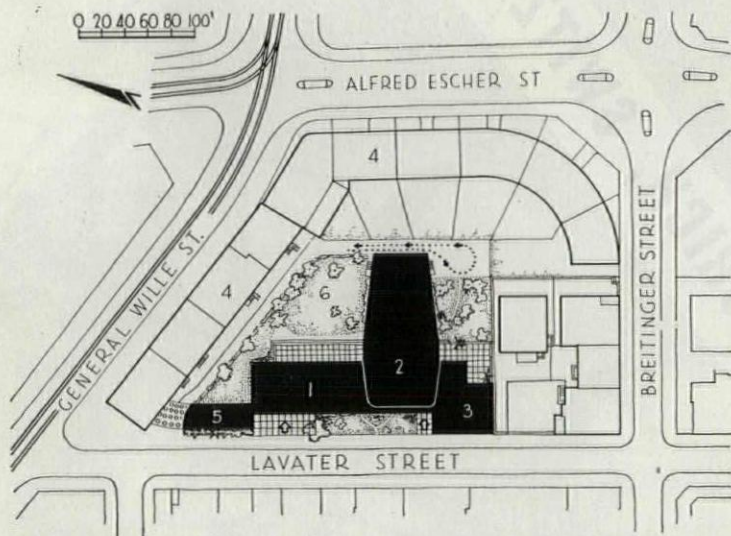 0 20 40 60 80 100'
ALFRED ESCHER ST
4
BREITINGER STREET
GENERAL WILLE ST.
4
6
2
1
5
3
LAVATER STREET